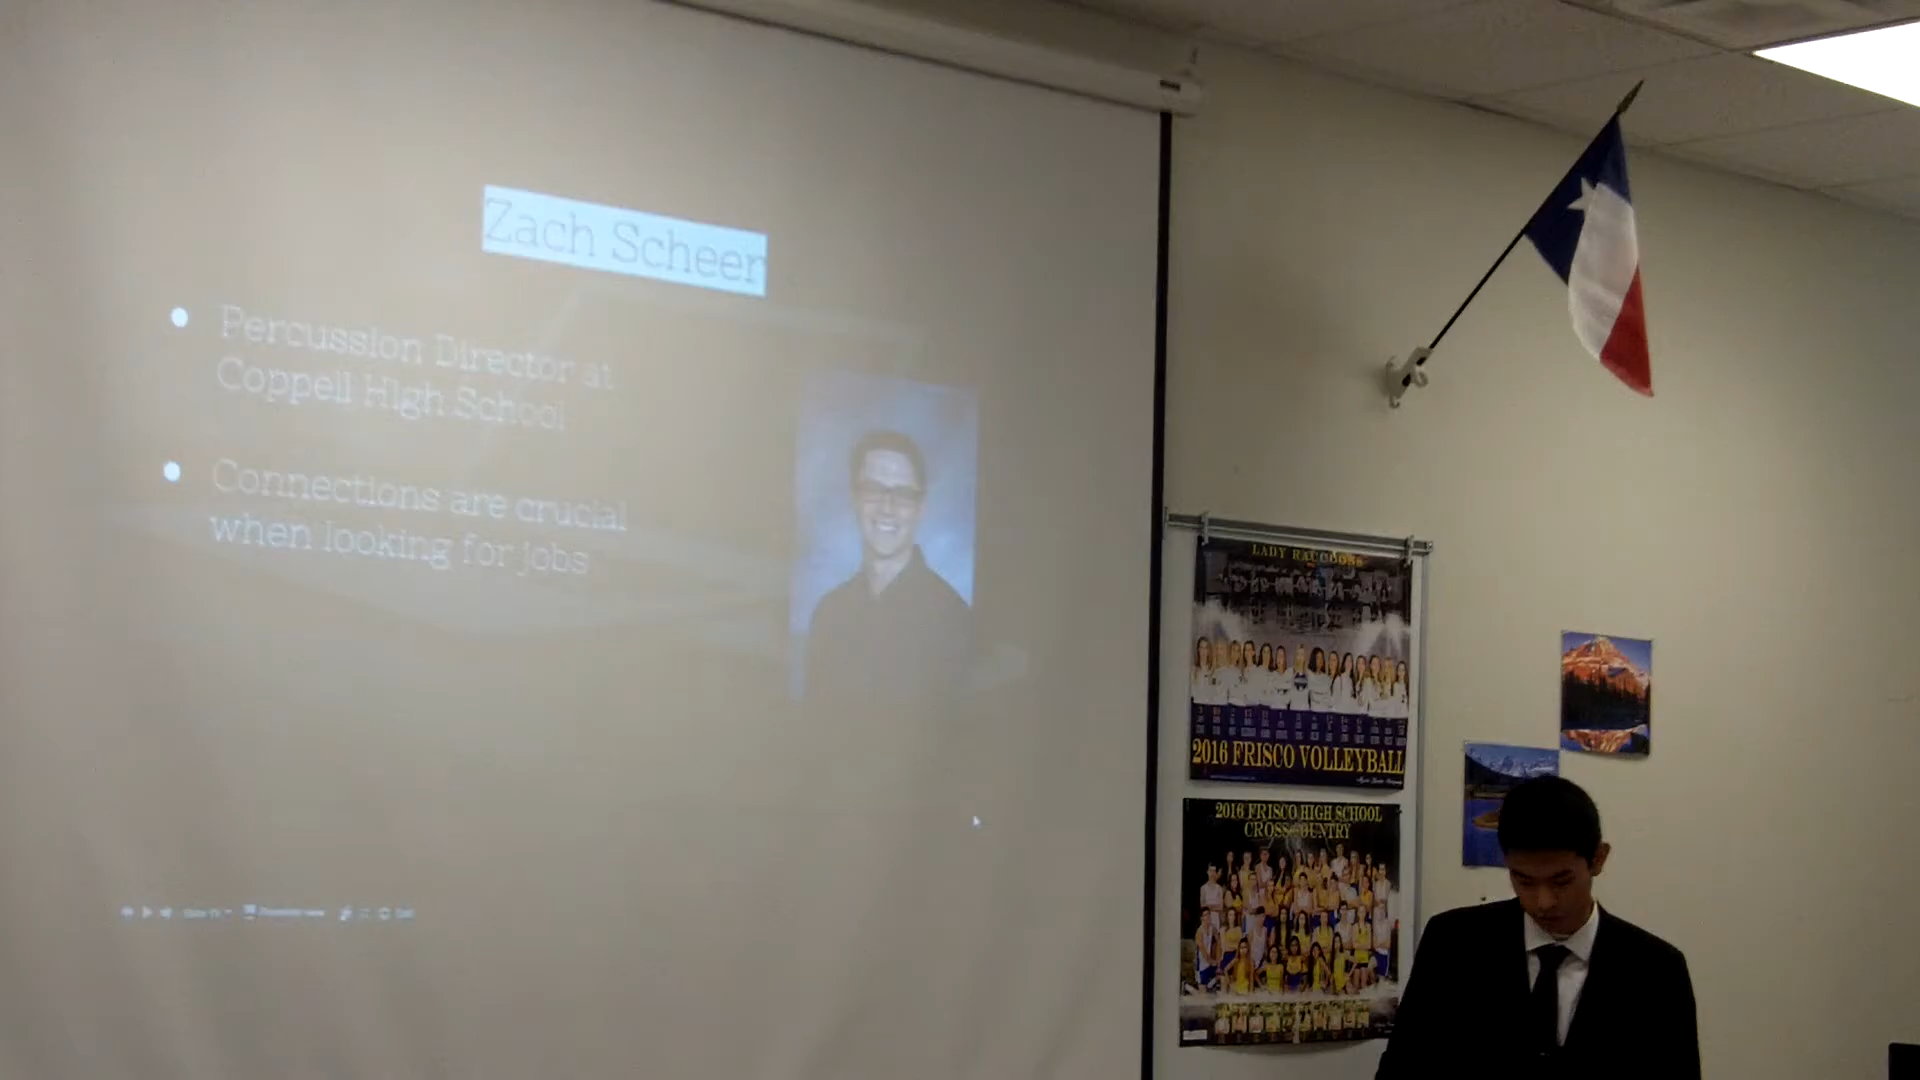 Zach Scheer
Percussion Director at
Coppell High School
Connections are crucial
when looking for jobs
LADY RACCOONS
2016 FRISCO VOLLEYBALL
2016 FRISCO HIGH SCHOOL
CROSS COUNTRY